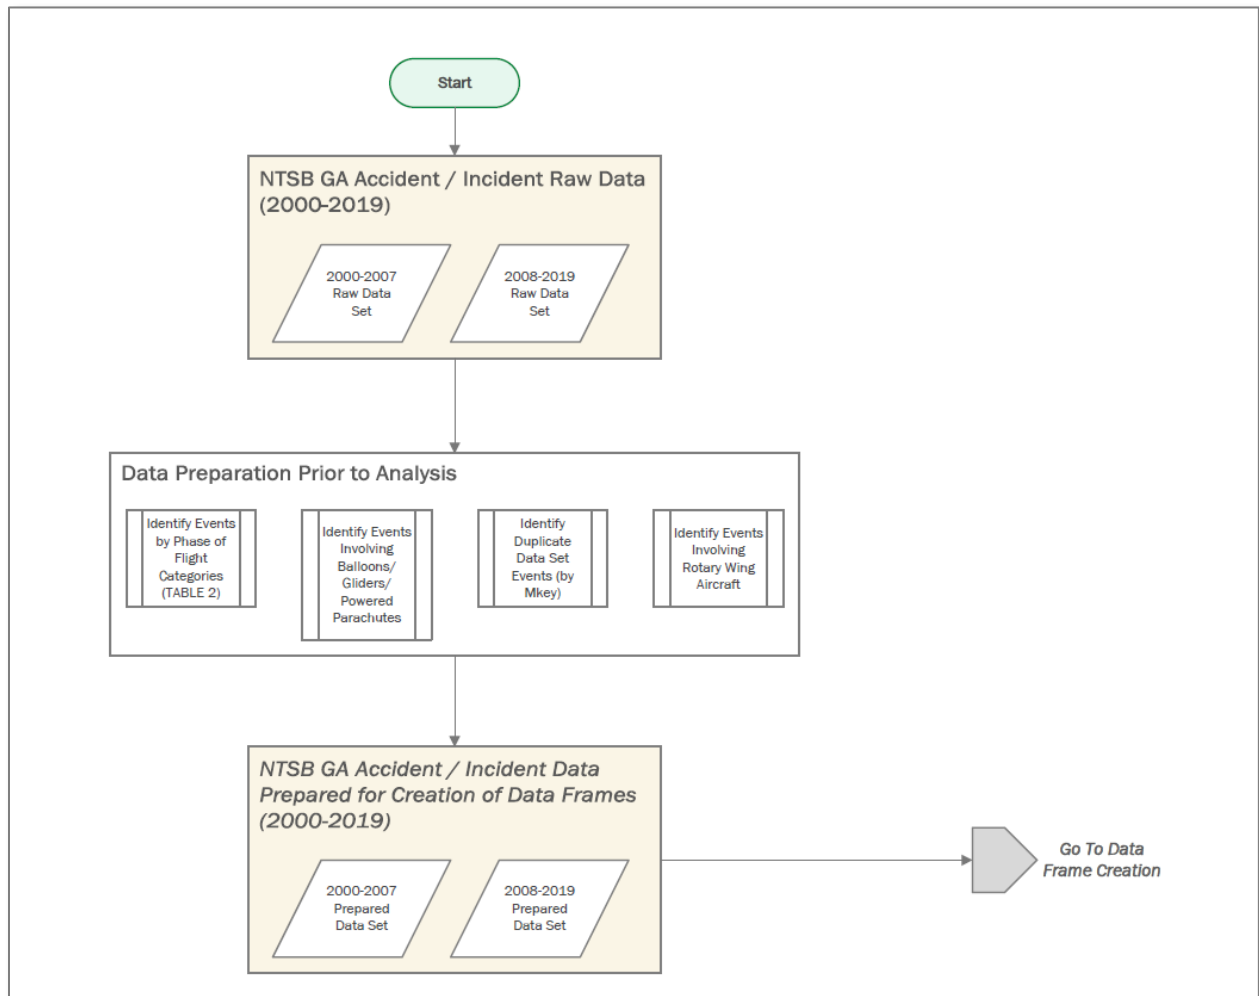 Start
NTSB GA Accident / Incident Raw Data
(2000-2019)
2000-2007
Raw Data
Set
2008-2019
Raw Data
Set
Data Preparation Prior to Analysis
Identify Events
by Phase of
Flight
Categories
(TABLE 2)
Identify Events
Involving
Balloons/
Gliders/
Powered
Parachutes
Identify
Duplicate
Data Set
Events (by
Mkey)
Identify Events
Involving
Rotary Wing
Aircraft
NTSB GA Accident / Incident Data
Prepared for Creation of Data Frames
(2000-2019)
2000-2007
Prepared
Data Set
2008-2019
Prepared
Data Set
Go To Data
Frame Creation